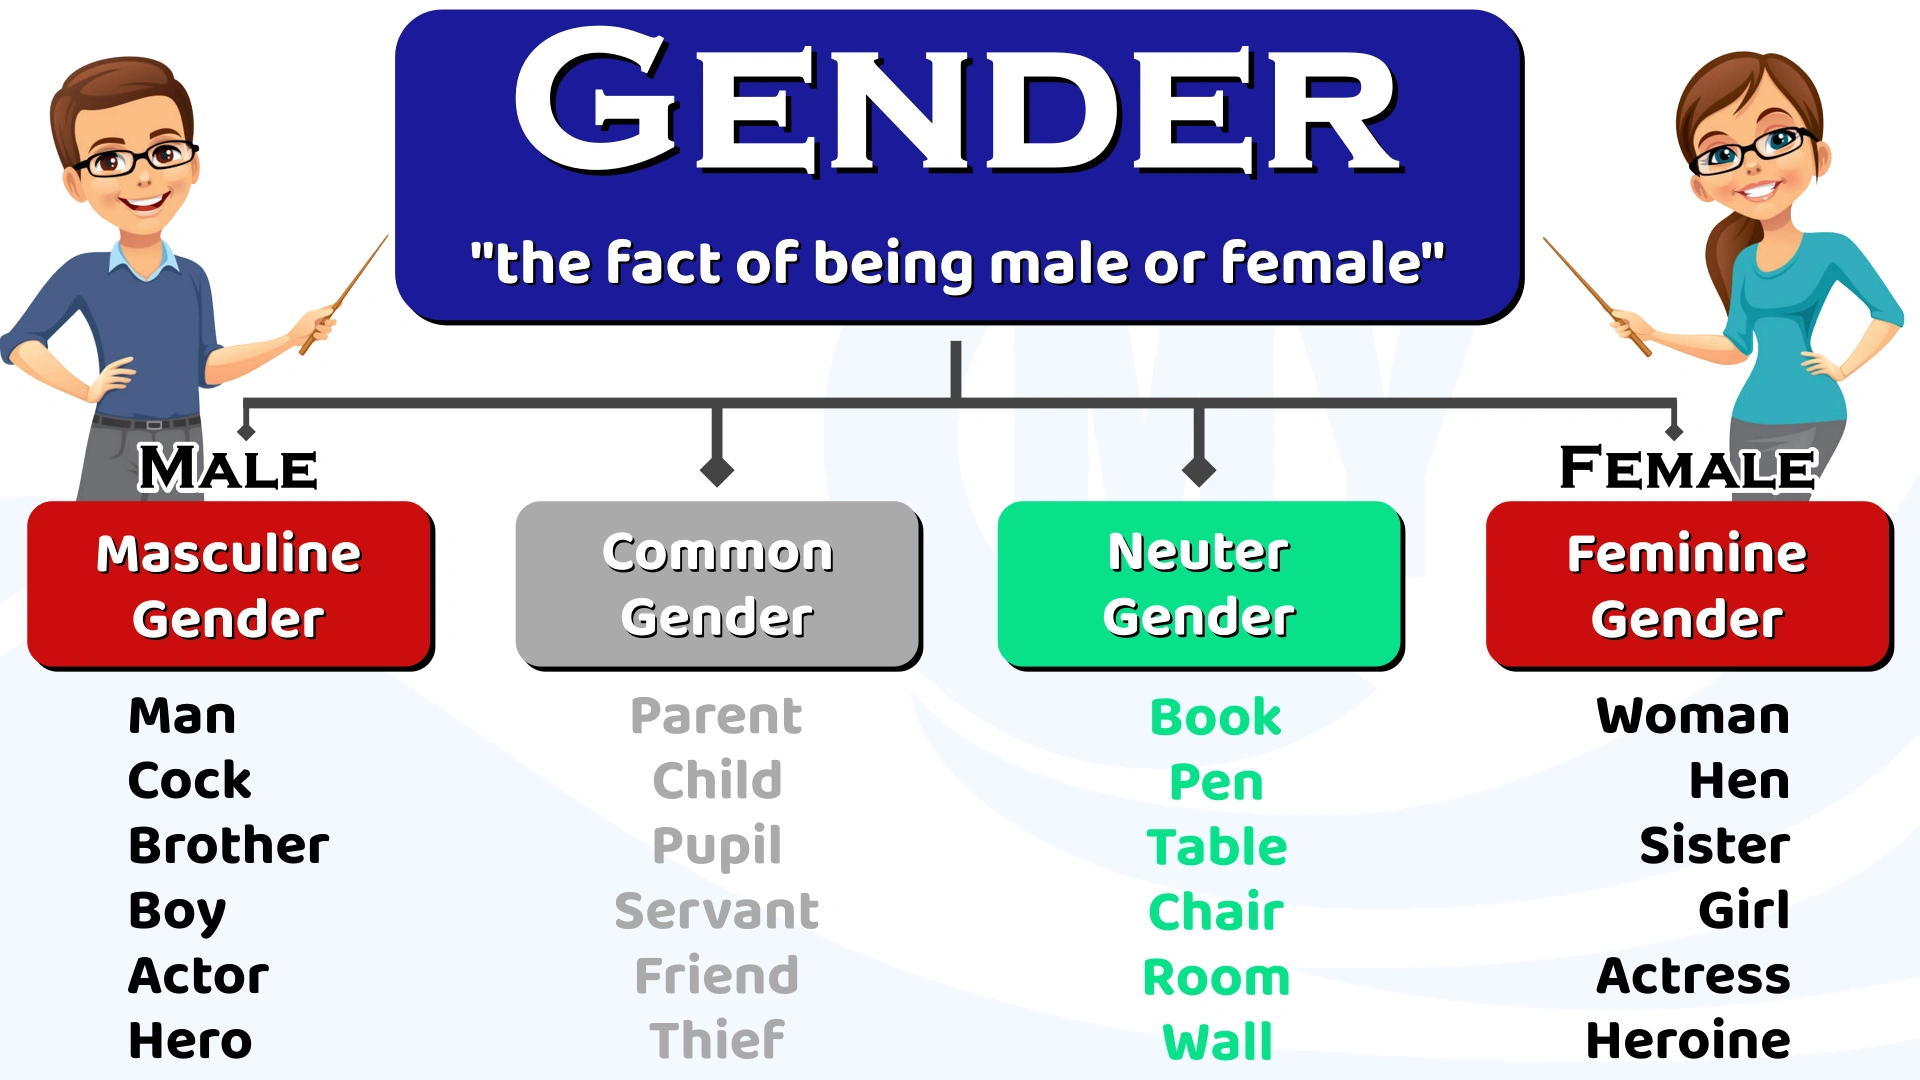 GENDER
"the fact of being male or female"
MALE
FEMALE
Masculine
Gender
Common
Gender
Neuter
Gender
Feminine
Gender
Man
Cock
Brother
Boy
Actor
Hero
Parent
Child
Pupil
Servant
Friend
Thief
Book
Pen
Table
Chair
Room
Wall
Woman
Hen
Sister
Girl
Actress
Heroine